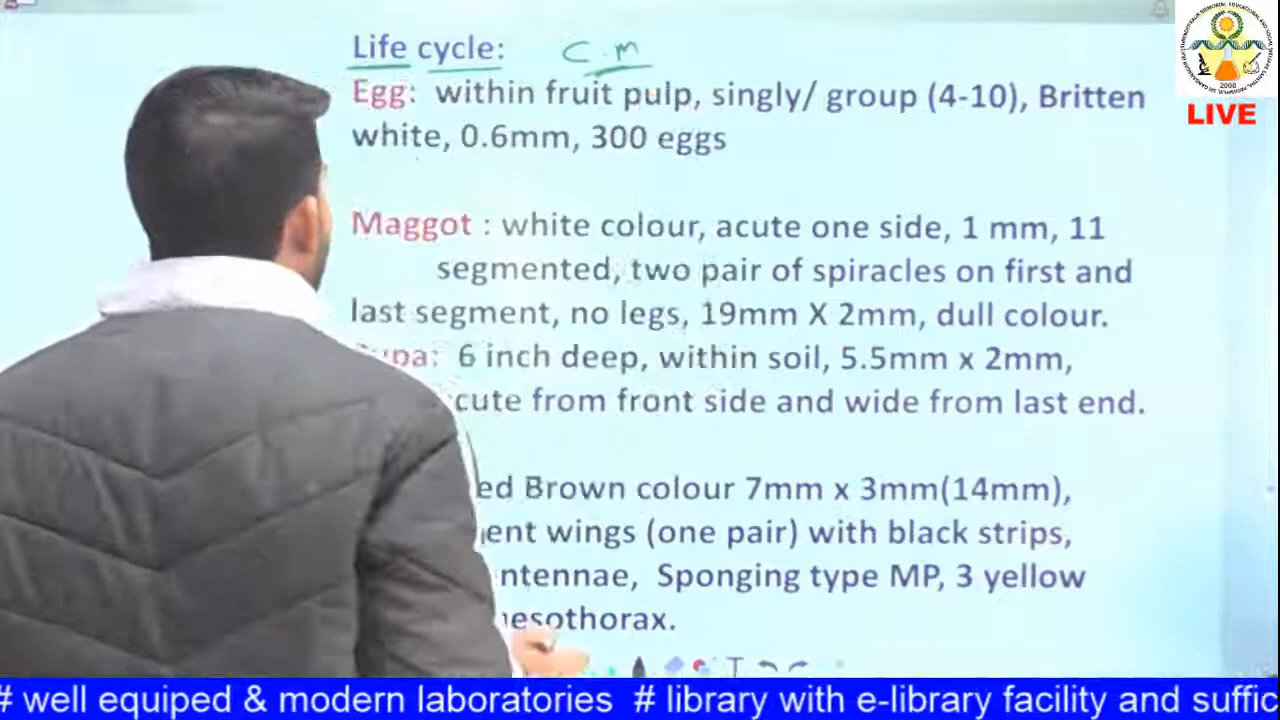 Life cycle: C.M
Egg: within fruit pulp, singly/ group (4-10), Britten
white, 0.6mm, 300 eggs
Maggot : white colour, acute one side, 1 mm, 11
segmented, two pair of spiracles on first and
last segment, no legs, 19mm X 2mm, dull colour.
6 inch deep, within soil, 5.5mm x 2mm,
from front side and wide from last end.
Brown colour 7mm x 3mm(14mm),
wings (one pair) with black strips,
Sponging type MP, 3 yellow
2008
LIVE
# well equiped & modern laboratories # library with e-library facility and suffic